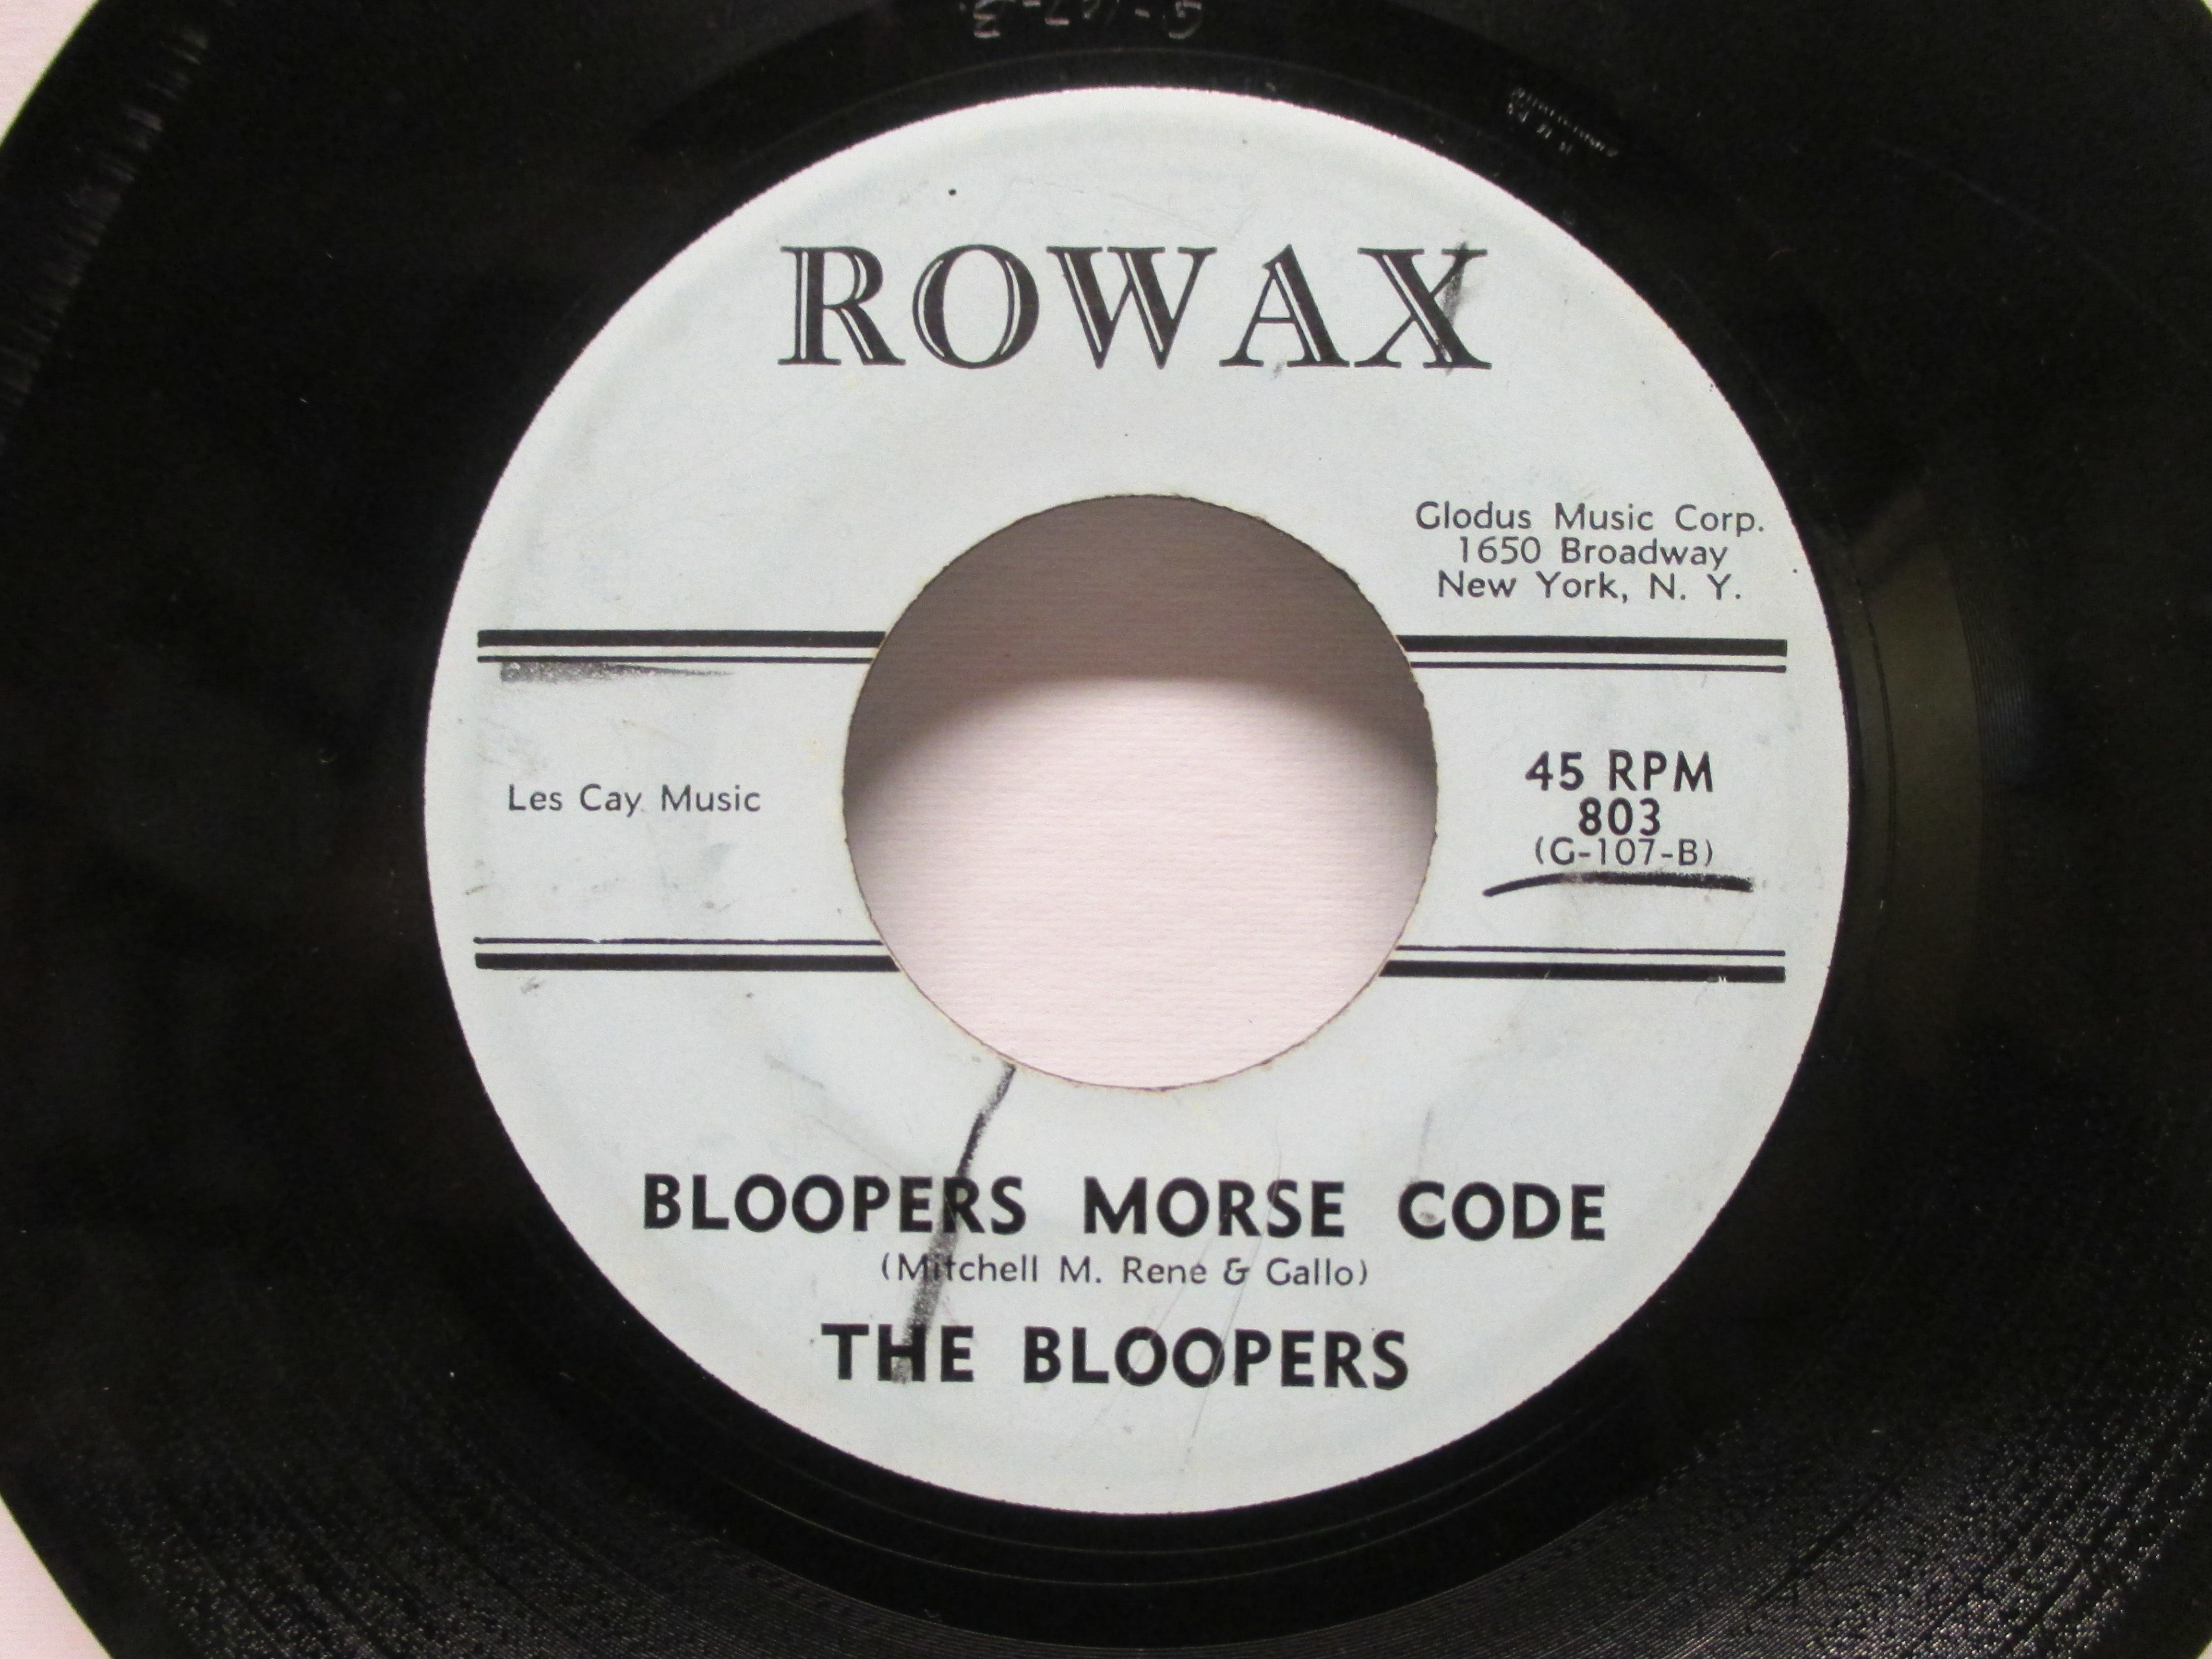 ROWAX
Glodus Music Corp.
1650 Broadway
New York, N. Y.
Les Cay Music
45 RPM
803
(G-107-B)
BLOOPERS MORSE CODE
(Mitchell M. Rene & Gallo)
THE BLOOPERS